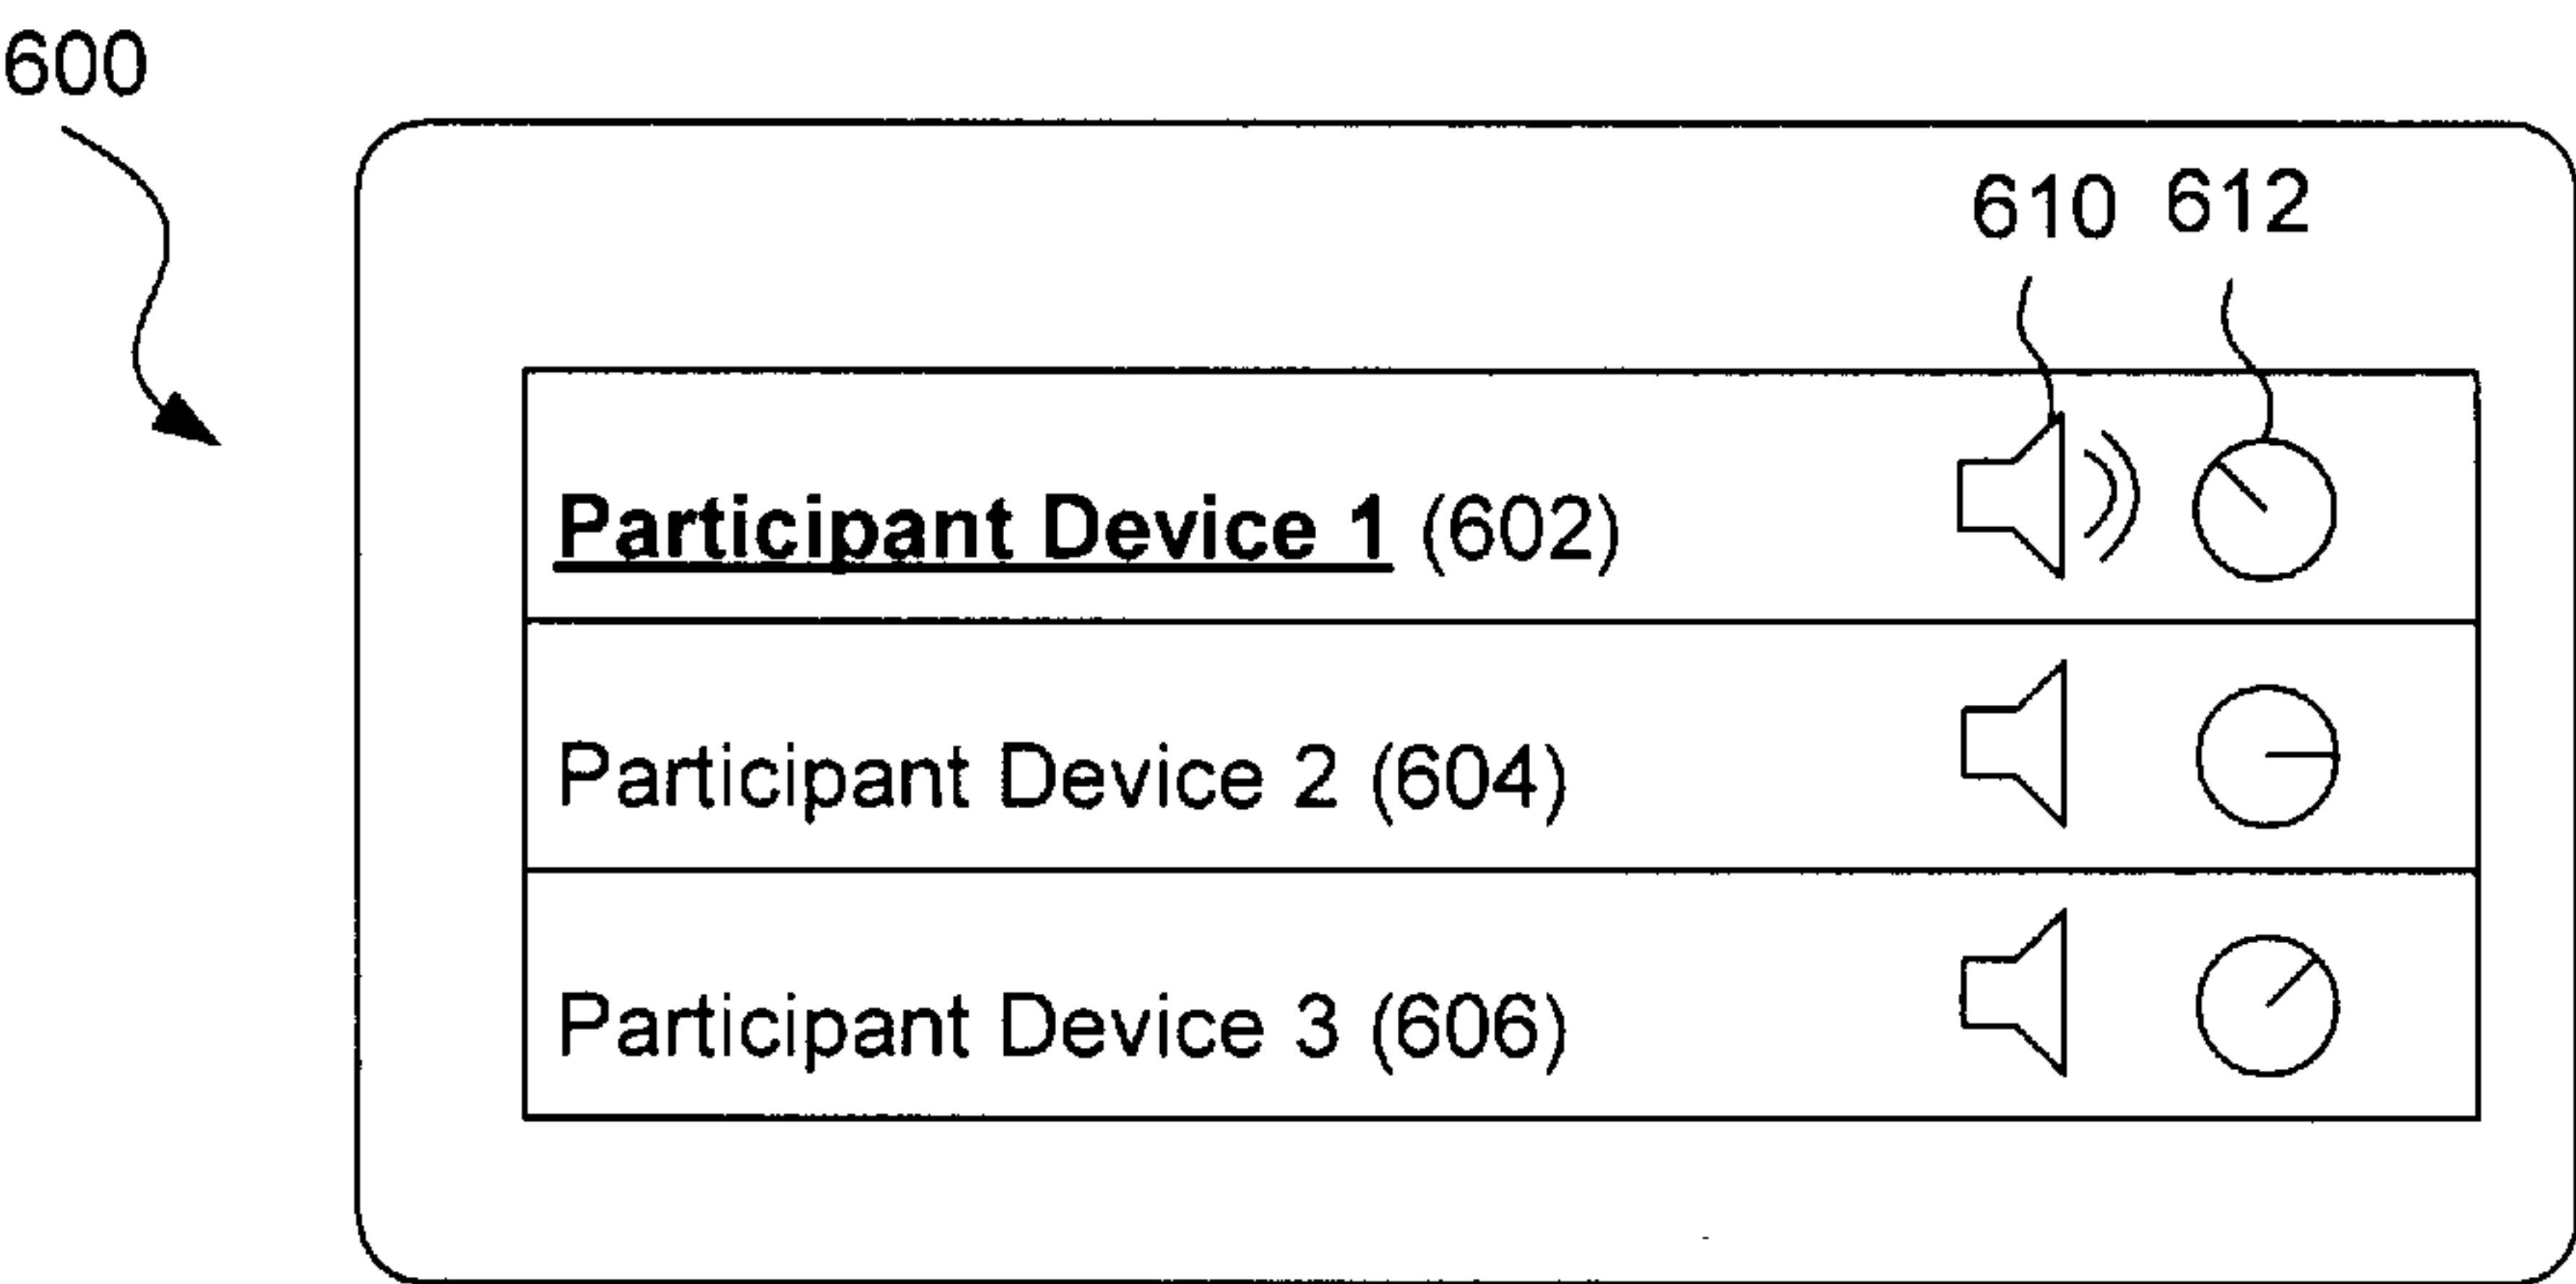 600
610 612
Participant Device 1 (602)
Participant Device 2 (604)
Participant Device 3 (606)